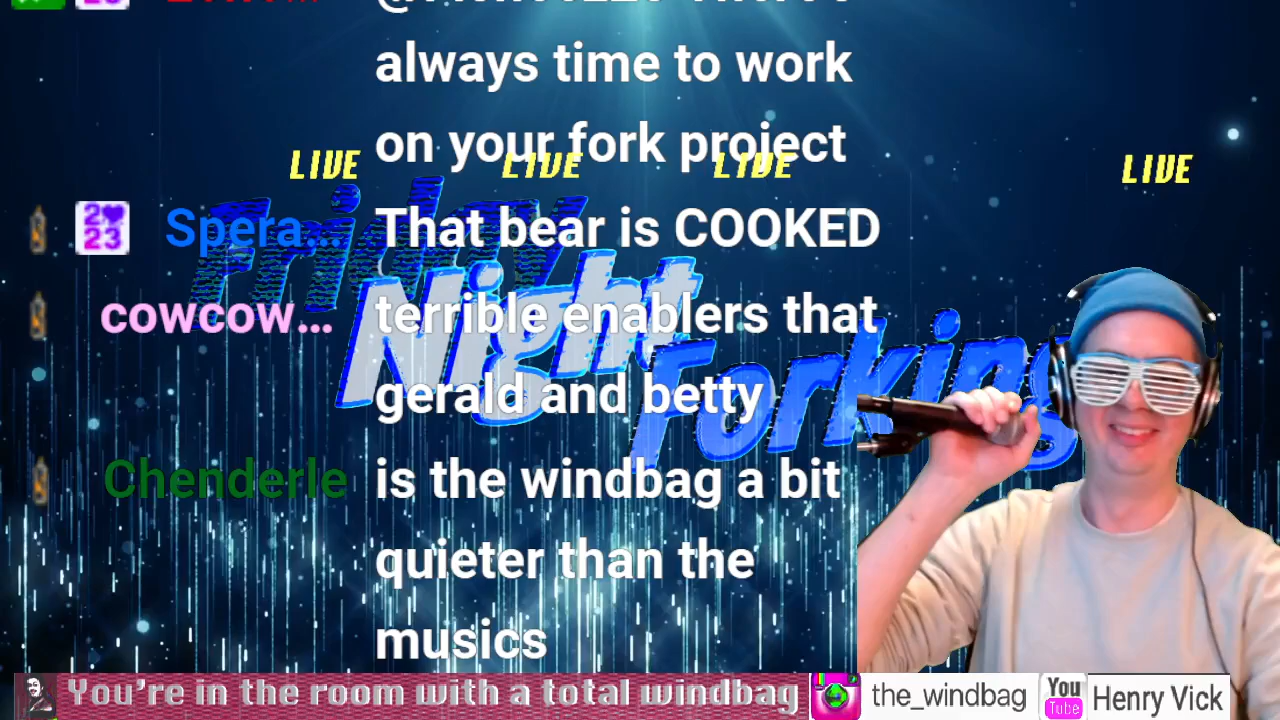 always time to work
on your fork project
LIVE LIVE LIVE LIVE
Friday
Spera… That bear is COOKED
Night
cowcow… terrible enablers that
Forking
gerald and betty
Chenderle is the windbag a bit
quieter than the
musics
You're in the room with a total windbag
the_windbag
You Tube
Henry Vick